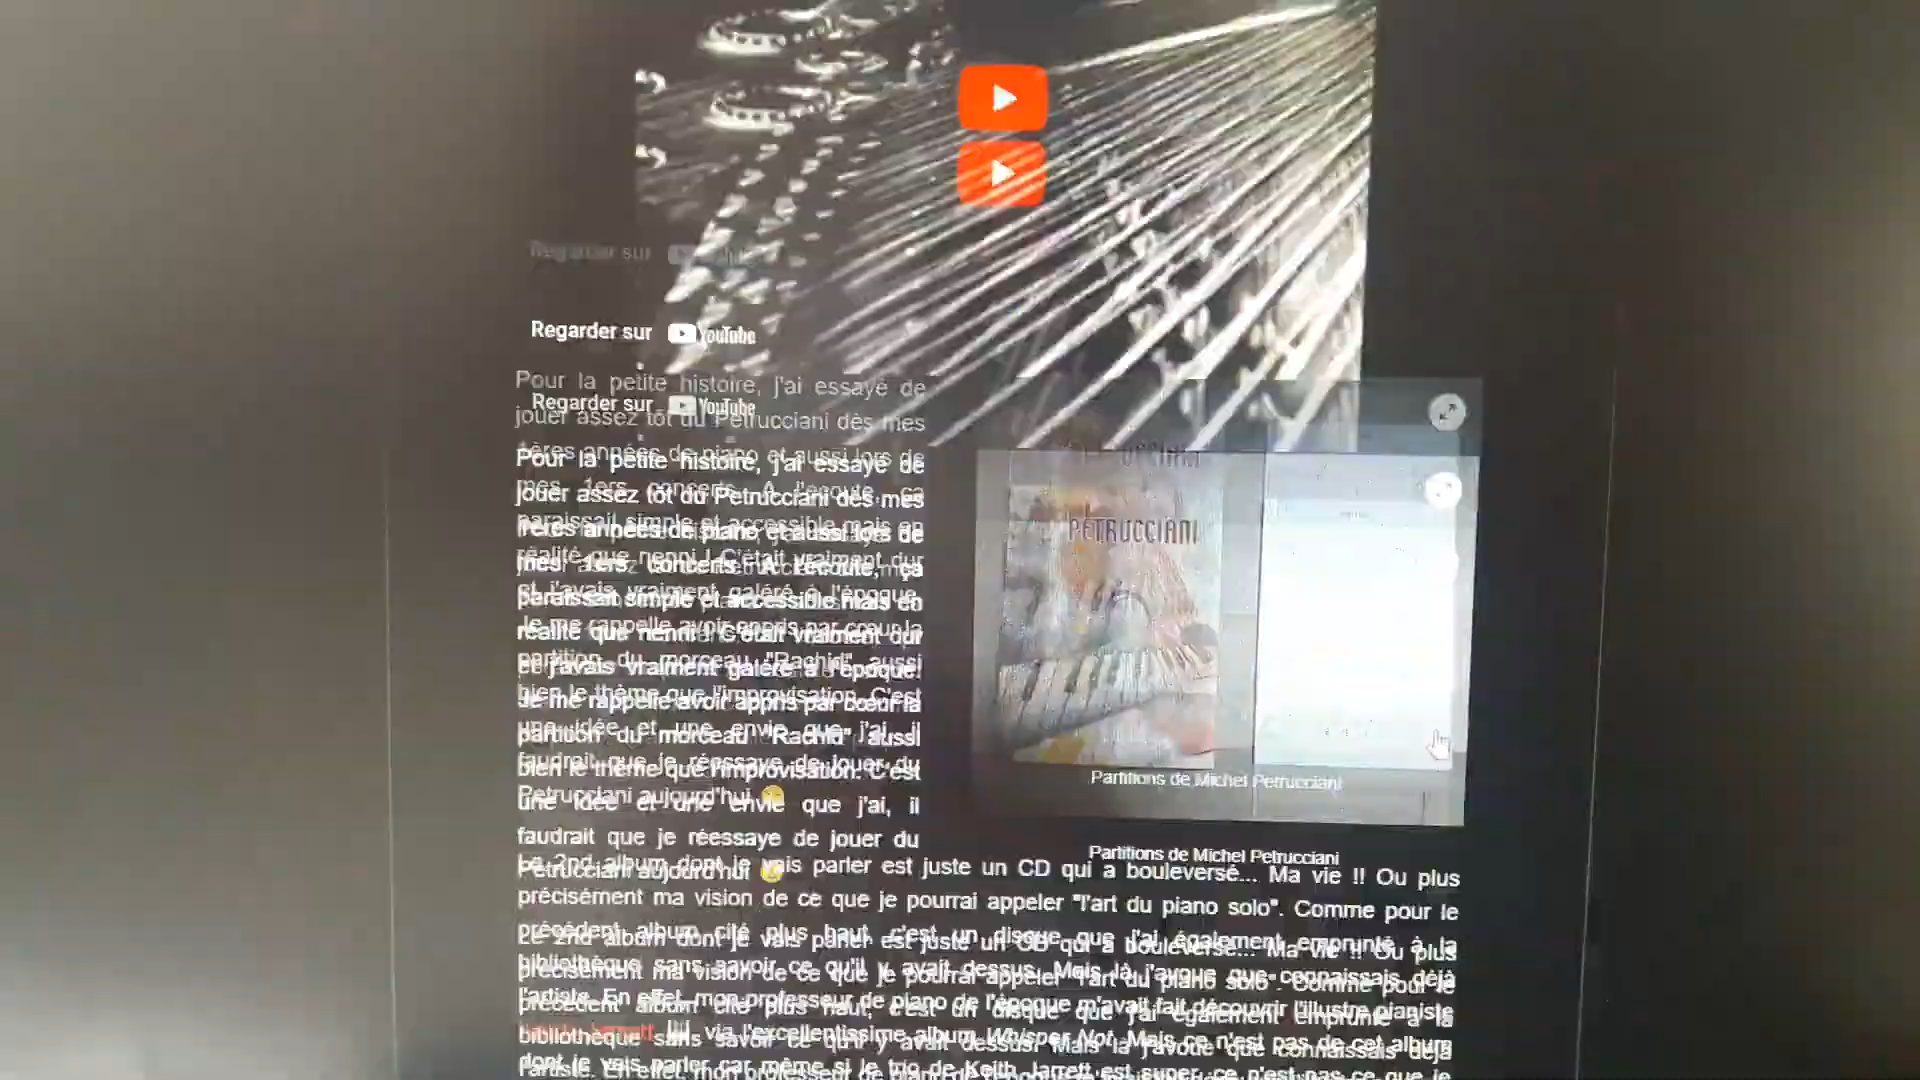 Regarder sur YouTube
Regarder sur YouTube
Pour la petite histoire, j'ai essayé de
jouer assez tôt du Petrucciani dès mes
1ères années de piano et aussi lors de
mes 1ers concerts. A l'écoute, ça
paraissait simple et accessible mais en
réalité que nenni ! C'était vraiment dur
et j'avais vraiment galéré à l'époque.
Je me rappelle avoir appris par cœur la
partition du morceau "Rachid" aussi
bien le thème que l'improvisation. C'est
une idée et une envie que j'ai, il
faudrait que je réessaye de jouer du
Petrucciani aujourd'hui
PETRUCCIANI
Partitions de Michel Petrucciani
Partitions de Michel Petrucciani
Le 2nd album dont je vais parler est juste un CD qui a bouleversé... Ma vie !! Ou plus
précisément ma vision de ce que je pourrai appeler "l'art du piano solo". Comme pour le
précédent album cité plus haut, c'est un disque que j'ai également emprunté à la
bibliothèque sans savoir ce qu'il y avait dessus. Mais là j'avoue que connaissais déjà
l'artiste. En effet, mon professeur de piano de l'époque m'avait fait découvrir l'illustre pianiste
via l'excellentissime album Whisper Not. Mais ce n'est pas de cet album
dont je vais parler car même si le trio de Keith Jarrett est super, ce n'est pas ce que je